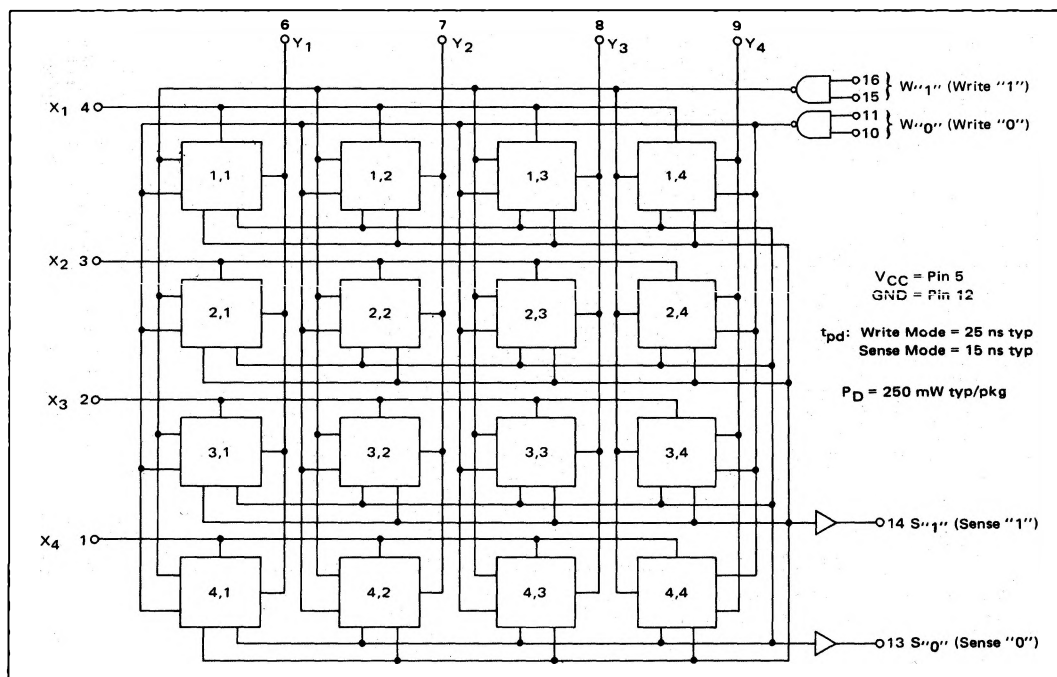 6 7 8 9
Y1 Y2 Y3 Y4
16
15 W"1" (Write "1")
X1 4
11
10 W"0" (Write "0")
1,1 1,2 1,3 1,4
X2 3
VCC = Pin 5
GND = Pin 12
2,1 2,2 2,3 2,4
tpd: Write Mode = 25 ns typ
Sense Mode = 15 ns typ
PD = 250 mW typ/pkg
X3 2
3,1 3,2 3,3 3,4
14 S"1" (Sense "1")
X4 1
4,1 4,2 4,3 4,4
13 S"0" (Sense "0")